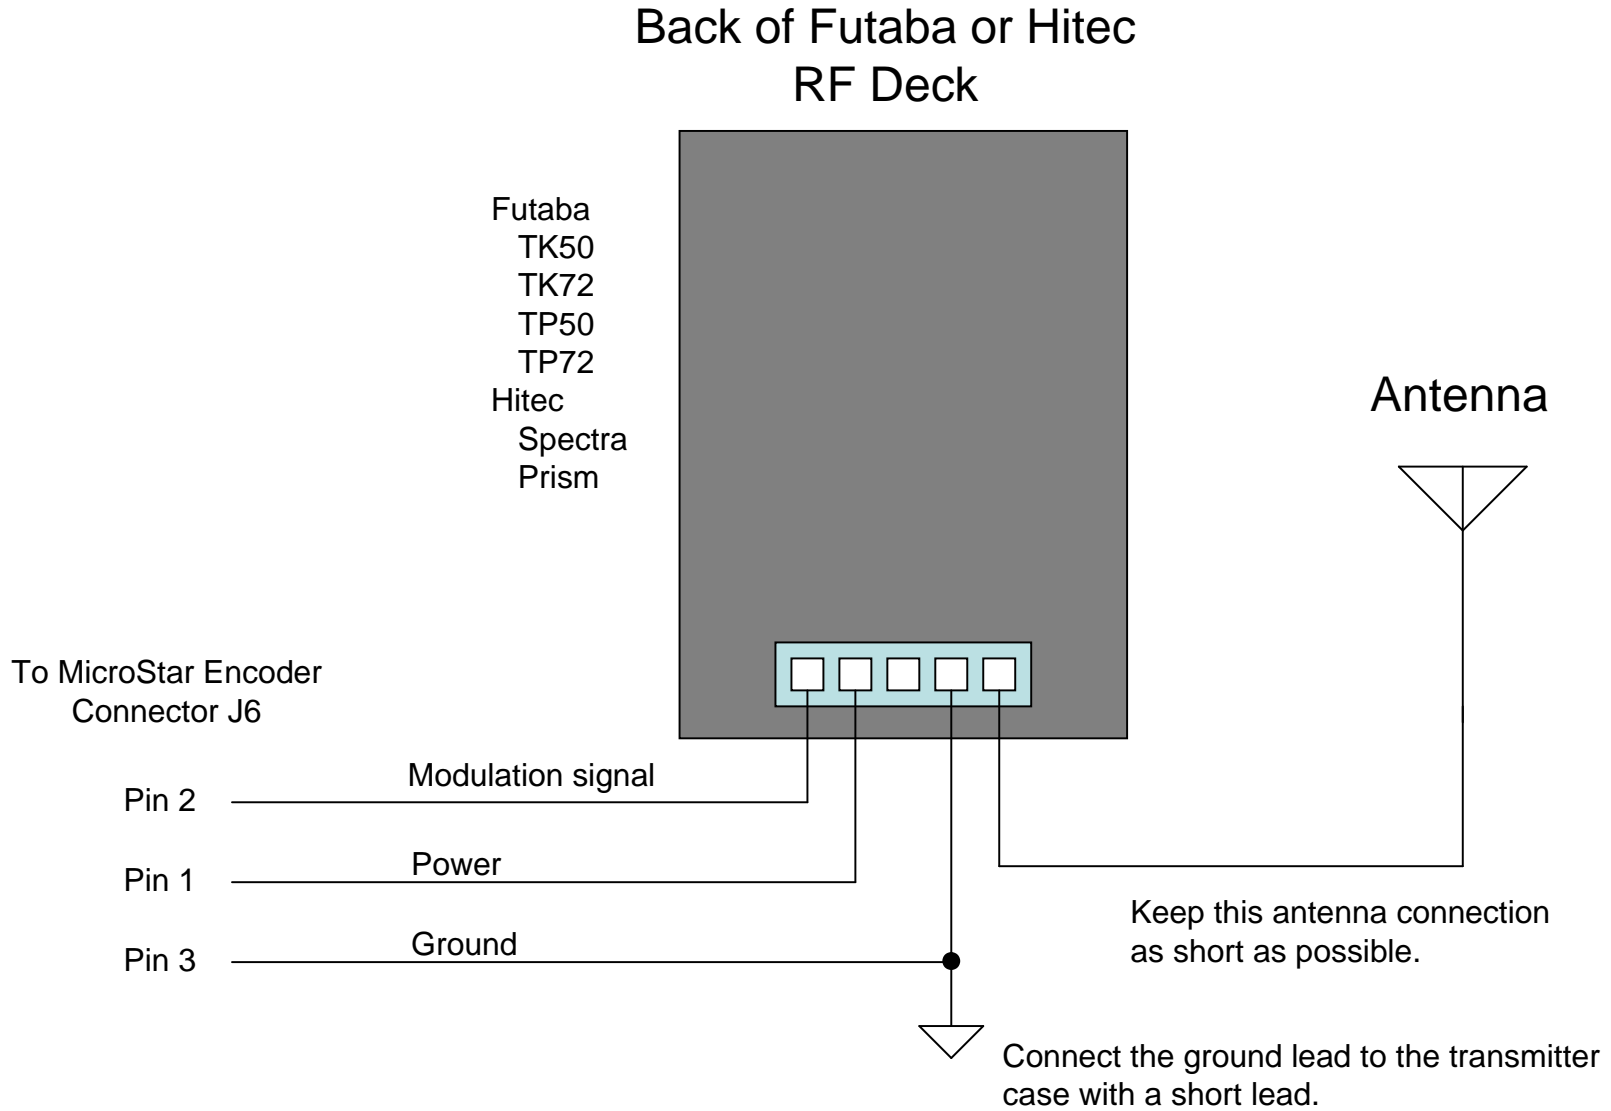 Back of Futaba or Hitec
RF Deck
Futaba
TK50
TK72
TP50
TP72
Hitec
Spectra
Prism
Antenna
To MicroStar Encoder
Connector J6
Modulation signal
Pin 2
Power
Pin 1
Ground
Pin 3
Keep this antenna connection
as short as possible.
Connect the ground lead to the transmitter
case with a short lead.